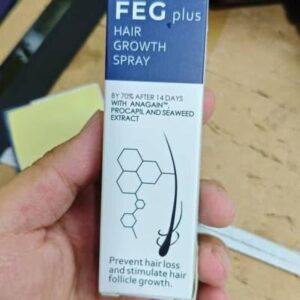 FEG plus
HAIR
GROWTH
SPRAY
BY 70% AFTER 14 DAYS
WITH ANAGAIN™,
PROCAPIL AND SEAWEED
EXTRACT
Prevent hair loss
and stimulate hair
follicle growth.